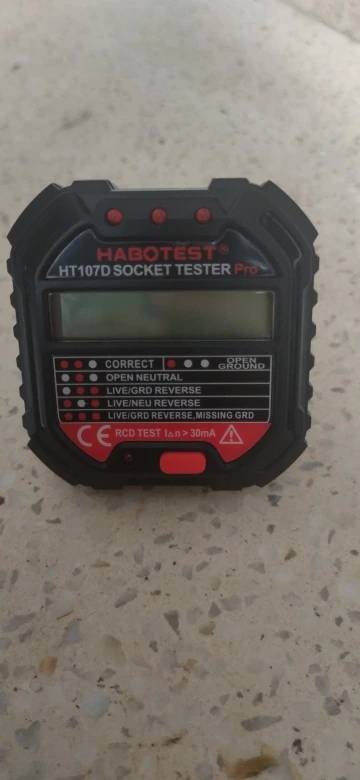 HABOTEST®
HT107D SOCKET TESTER Pro
CORRECT
OPEN GROUND
OPEN NEUTRAL
LIVE/GRD REVERSE
LIVE/NEU REVERSE
LIVE/GRD REVERSE,MISSING GRD
CE RCD TEST I△n > 30mA